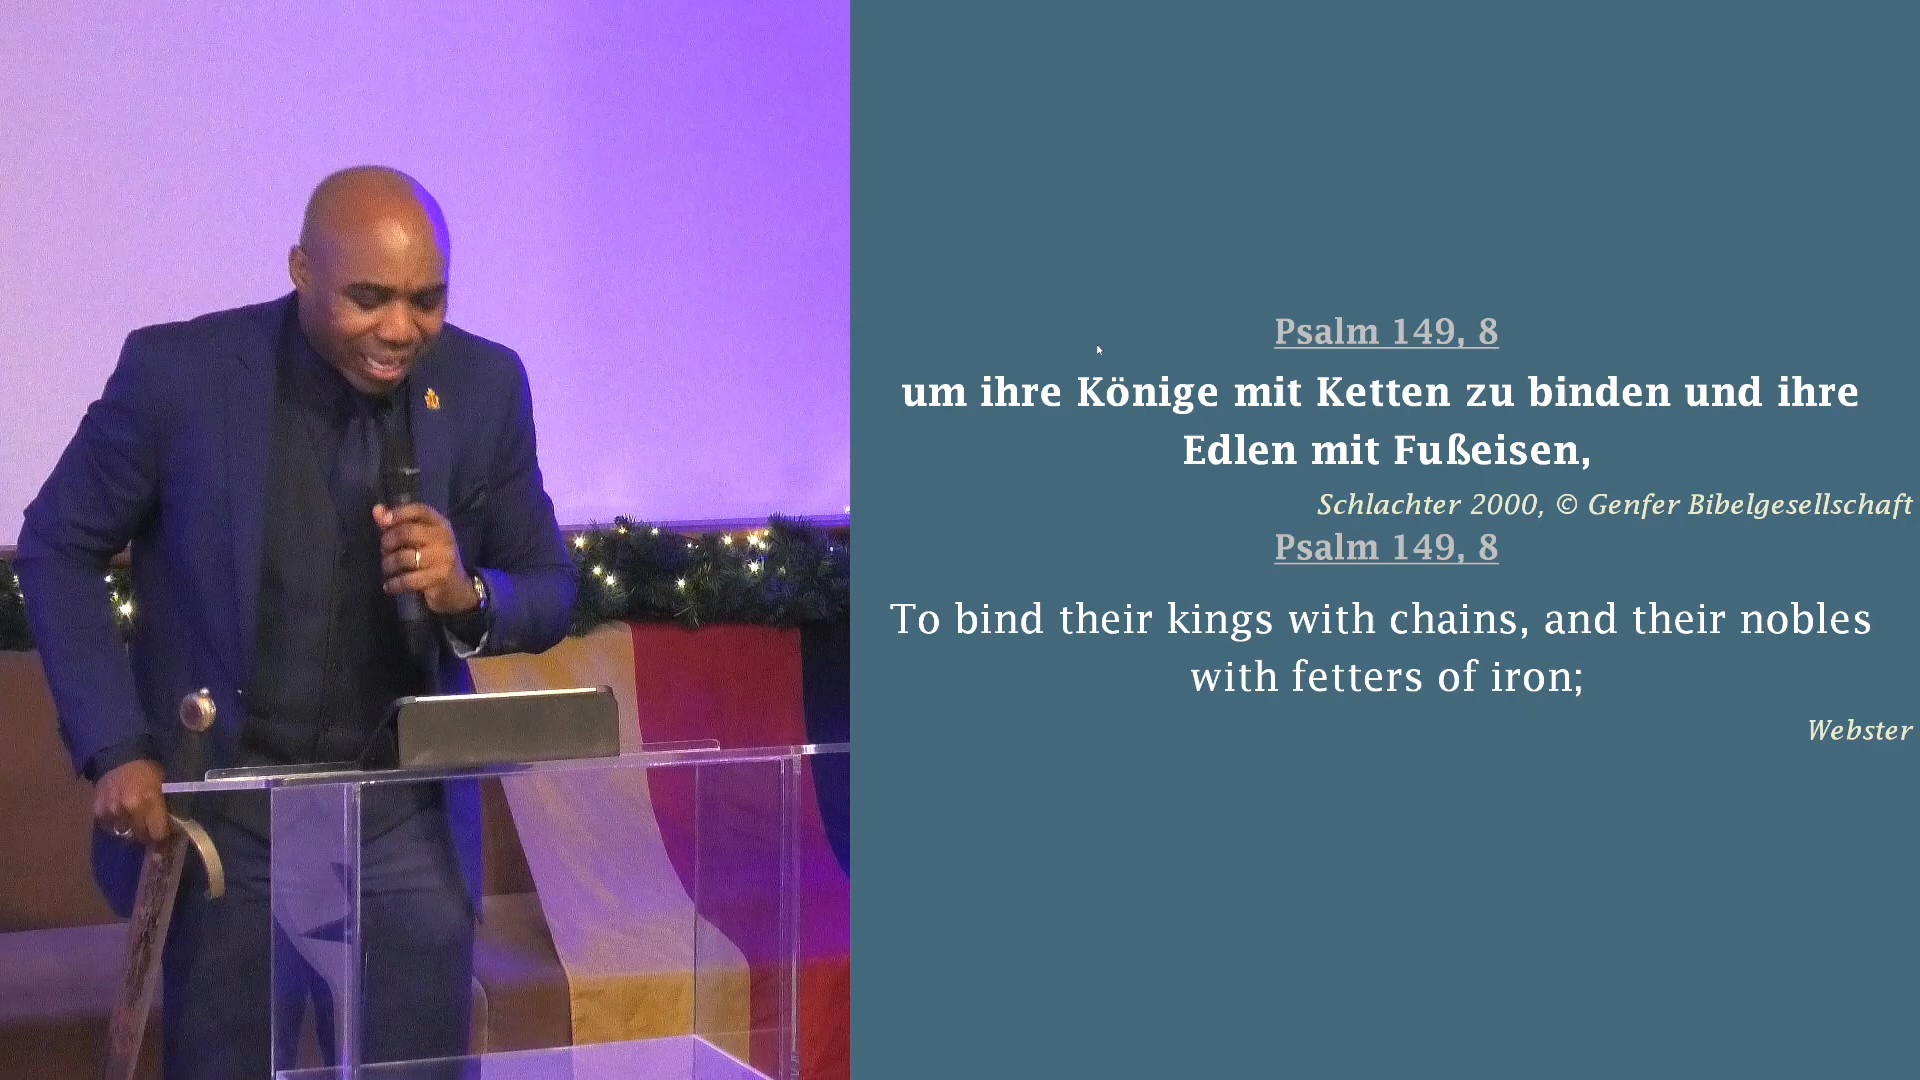 Psalm 149, 8
um ihre Könige mit Ketten zu binden und ihre
Edlen mit Fußeisen,
Schlachter 2000, © Genfer Bibelgesellschaft
Psalm 149, 8
To bind their kings with chains, and their nobles
with fetters of iron;
Webster